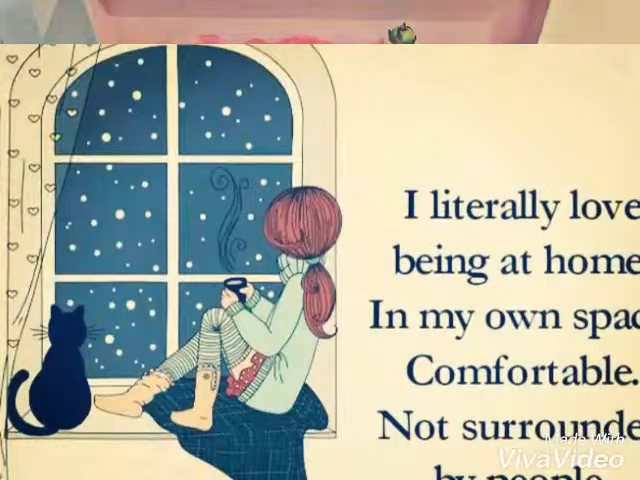 I literally love
being at home
In my own spac
Comfortable.
Not surrounde
by people
Made With
VivaVideo